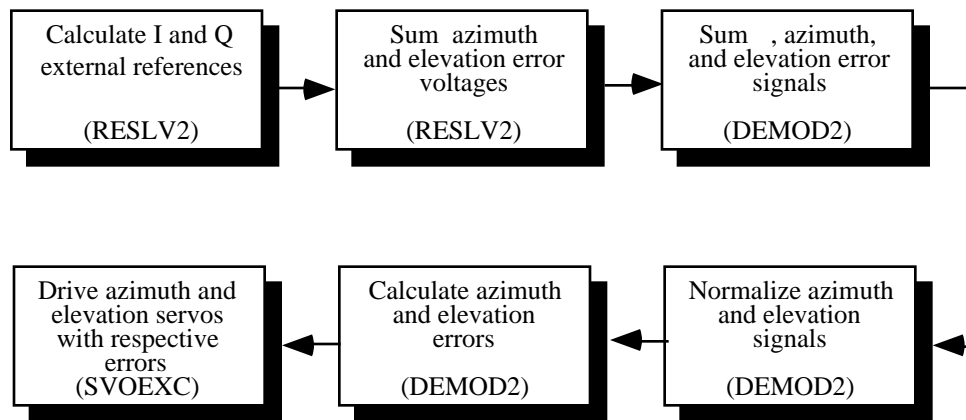 Calculate I and Q
external references
(RESLV2)
Sum azimuth
and elevation error
voltages
(RESLV2)
Sum , azimuth,
and elevation error
signals
(DEMOD2)
Normalize azimuth
and elevation
signals
(DEMOD2)
Calculate azimuth
and elevation
errors
(DEMOD2)
Drive azimuth and
elevation servos
with respective
errors
(SVOEXC)